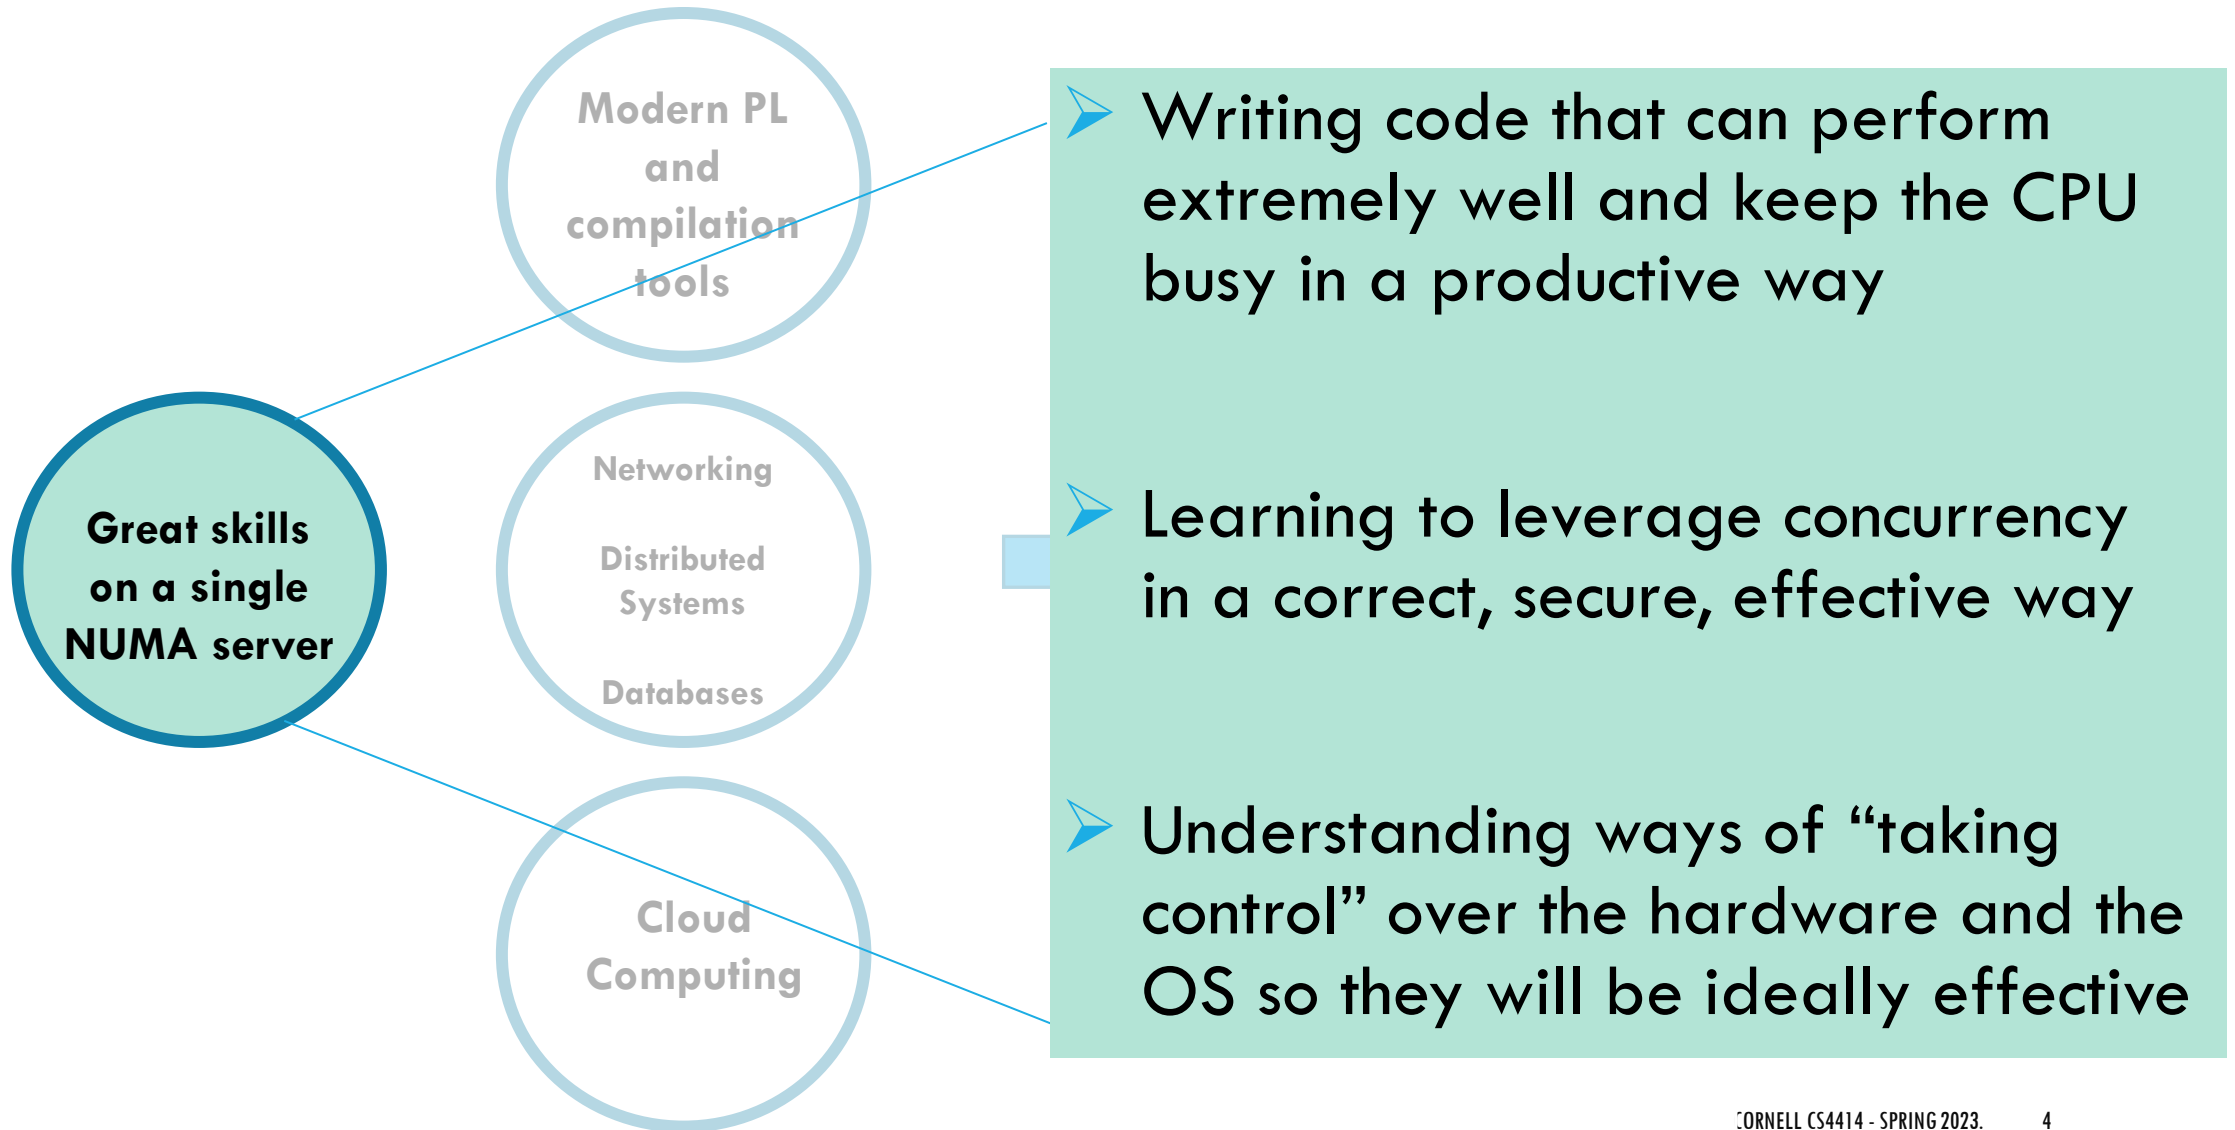 Modern PL
and
compilation
tools
Great skills
on a single
NUMA server
Networking
Distributed
Systems
Databases
Cloud
Computing
Writing code that can perform
extremely well and keep the CPU
busy in a productive way
Learning to leverage concurrency
in a correct, secure, effective way
Understanding ways of “taking
control” over the hardware and the
OS so they will be ideally effective
CORNELL CS4414 - SPRING 2023. 4